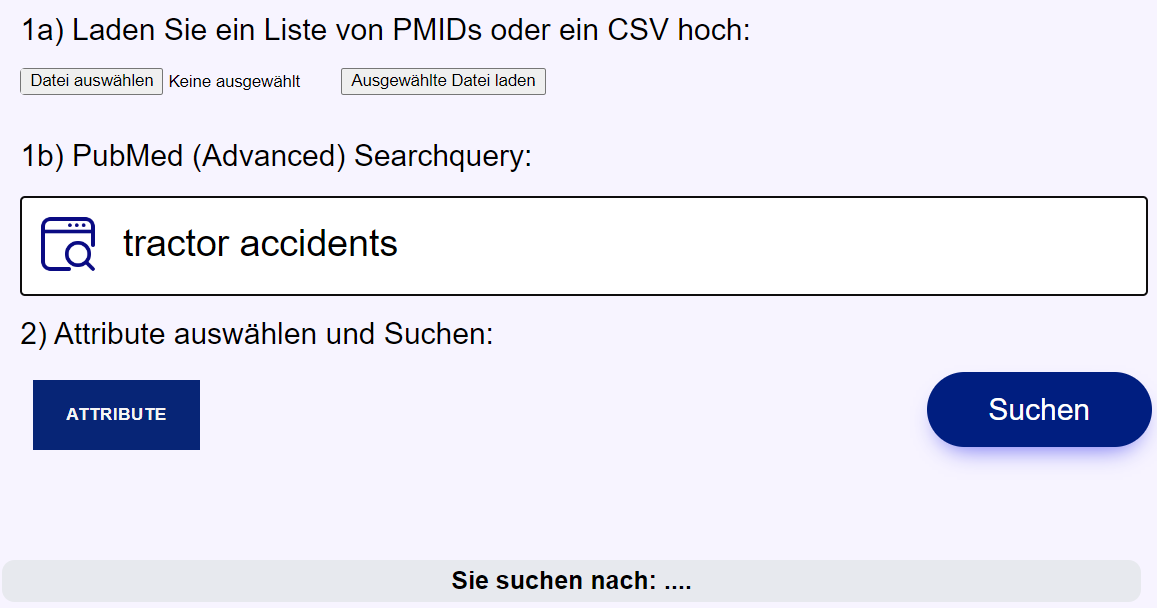 1a) Laden Sie ein Liste von PMIDs oder ein CSV hoch:
Datei auswählen Keine ausgewählt Ausgewählte Datei laden
1b) PubMed (Advanced) Searchquery:
tractor accidents
2) Attribute auswählen und Suchen:
ATTRIBUTE Suchen
Sie suchen nach: ....